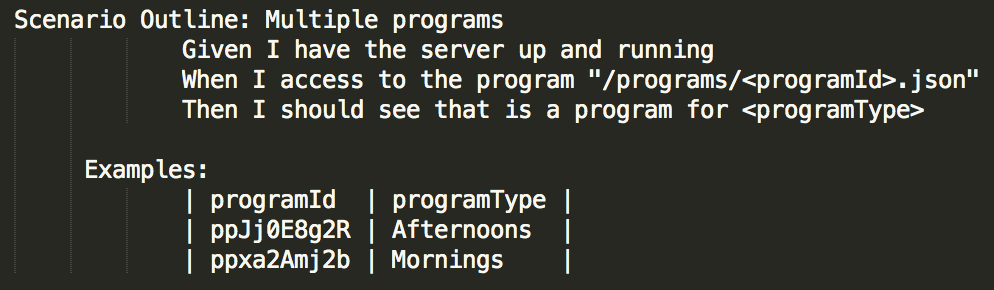 Scenario Outline: Multiple programs
Given I have the server up and running
When I access to the program "/programs/<programId>.json"
Then I should see that is a program for <programType>
Examples:
| programId | programType |
| ppJj0E8g2R | Afternoons |
| ppxa2Amj2b | Mornings |